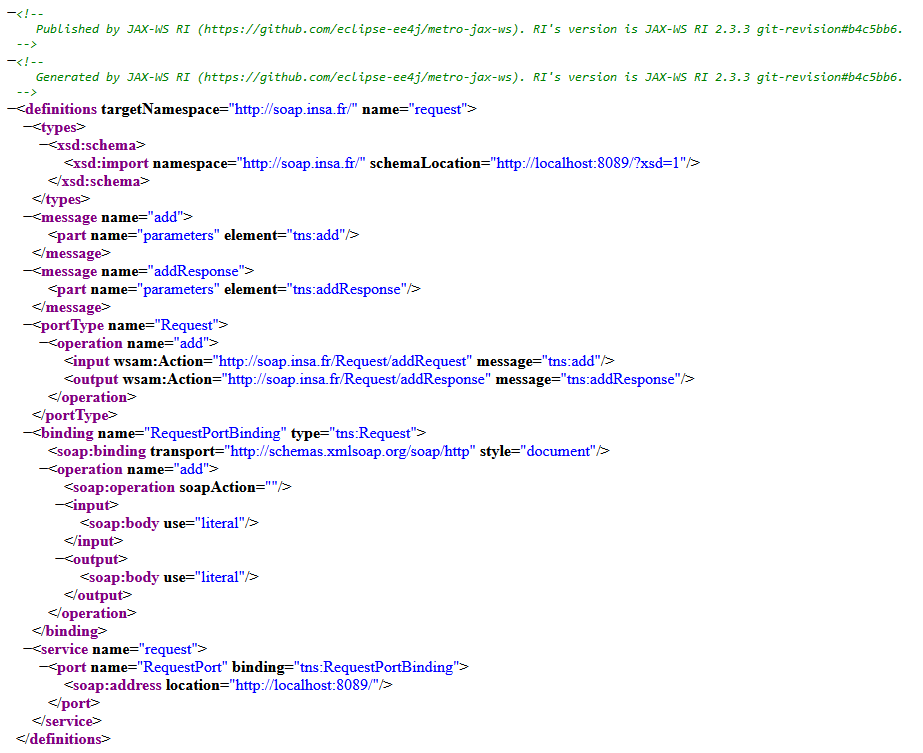 −<!--
Published by JAX-WS RI (https://github.com/eclipse-ee4j/metro-jax-ws). RI's version is JAX-WS RI 2.3.3 git-revision#b4c5bb6.
-->
−<!--
Generated by JAX-WS RI (https://github.com/eclipse-ee4j/metro-jax-ws). RI's version is JAX-WS RI 2.3.3 git-revision#b4c5bb6.
-->
−<definitions targetNamespace="http://soap.insa.fr/" name="request">
−<types>
−<xsd:schema>
<xsd:import namespace="http://soap.insa.fr/" schemaLocation="http://localhost:8089/?xsd=1"/>
</xsd:schema>
</types>
−<message name="add">
<part name="parameters" element="tns:add"/>
</message>
−<message name="addResponse">
<part name="parameters" element="tns:addResponse"/>
</message>
−<portType name="Request">
−<operation name="add">
<input wsam:Action="http://soap.insa.fr/Request/addRequest" message="tns:add"/>
<output wsam:Action="http://soap.insa.fr/Request/addResponse" message="tns:addResponse"/>
</operation>
</portType>
−<binding name="RequestPortBinding" type="tns:Request">
<soap:binding transport="http://schemas.xmlsoap.org/soap/http" style="document"/>
−<operation name="add">
<soap:operation soapAction=""/>
−<input>
<soap:body use="literal"/>
</input>
−<output>
<soap:body use="literal"/>
</output>
</operation>
</binding>
−<service name="request">
−<port name="RequestPort" binding="tns:RequestPortBinding">
<soap:address location="http://localhost:8089/"/>
</port>
</service>
</definitions>